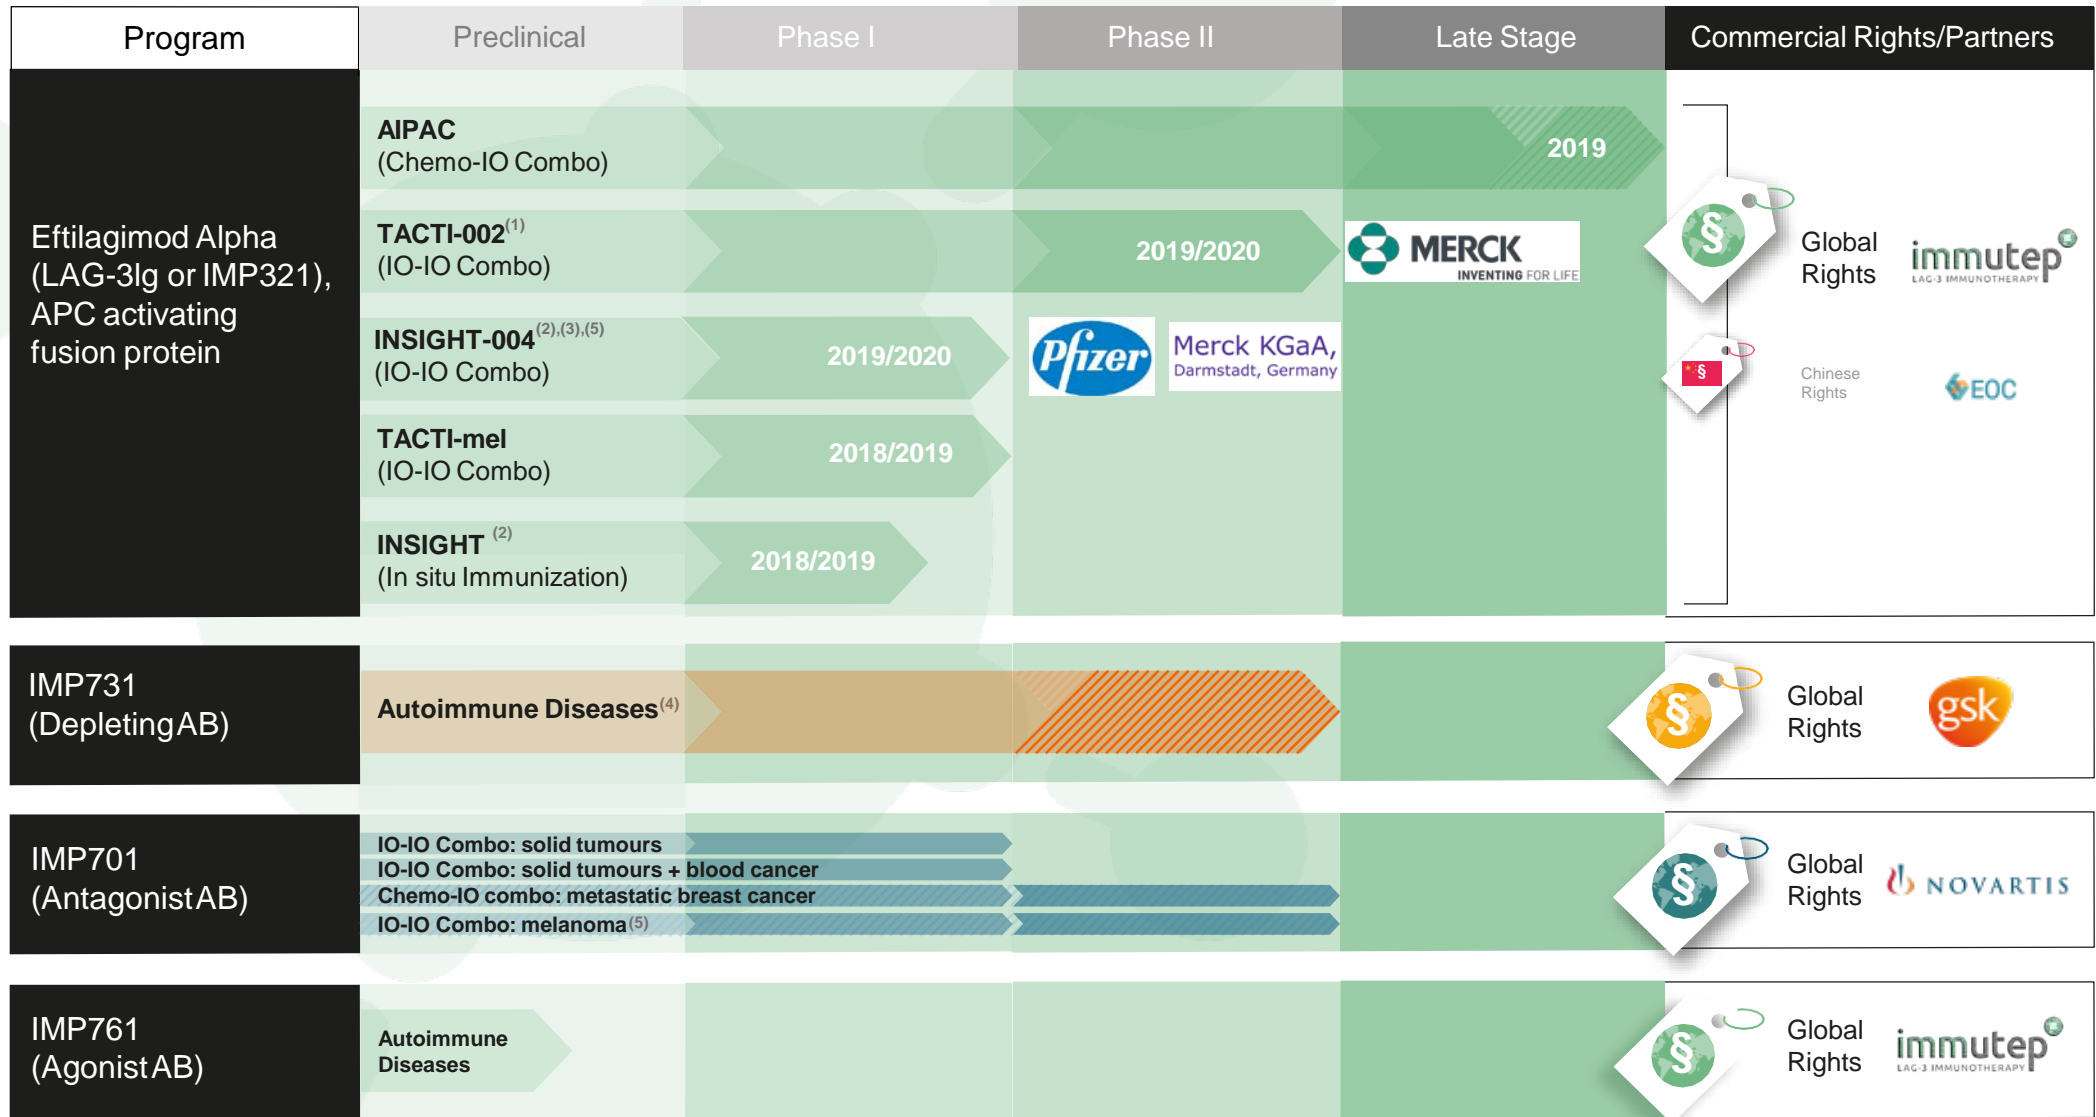 Program
Preclinical
Phase I
Phase II
Late Stage
Commercial Rights/Partners
Eftilagimod Alpha
(LAG-3Ig or IMP321),
APC activating
fusion protein
AIPAC
(Chemo-IO Combo)
2019
TACTI-002(1)
(IO-IO Combo)
2019/2020
MERCK
INVENTING FOR LIFE
INSIGHT-004(2),(3),(5)
(IO-IO Combo)
2019/2020
Pfizer
Merck KGaA,
Darmstadt, Germany
TACTI-mel
(IO-IO Combo)
2018/2019
INSIGHT (2)
(In situ Immunization)
2018/2019
§
Global
Rights
immutep
LAG-3 IMMUNOTHERAPY
§
Chinese
Rights
EOC
IMP731
(Depleting AB)
Autoimmune Diseases(4)
§
Global
Rights
gsk
IMP701
(Antagonist AB)
IO-IO Combo: solid tumours
IO-IO Combo: solid tumours + blood cancer
Chemo-IO combo: metastatic breast cancer
IO-IO Combo: melanoma(5)
§
Global
Rights
NOVARTIS
IMP761
(Agonist AB)
Autoimmune
Diseases
§
Global
Rights
immutep
LAG-3 IMMUNOTHERAPY